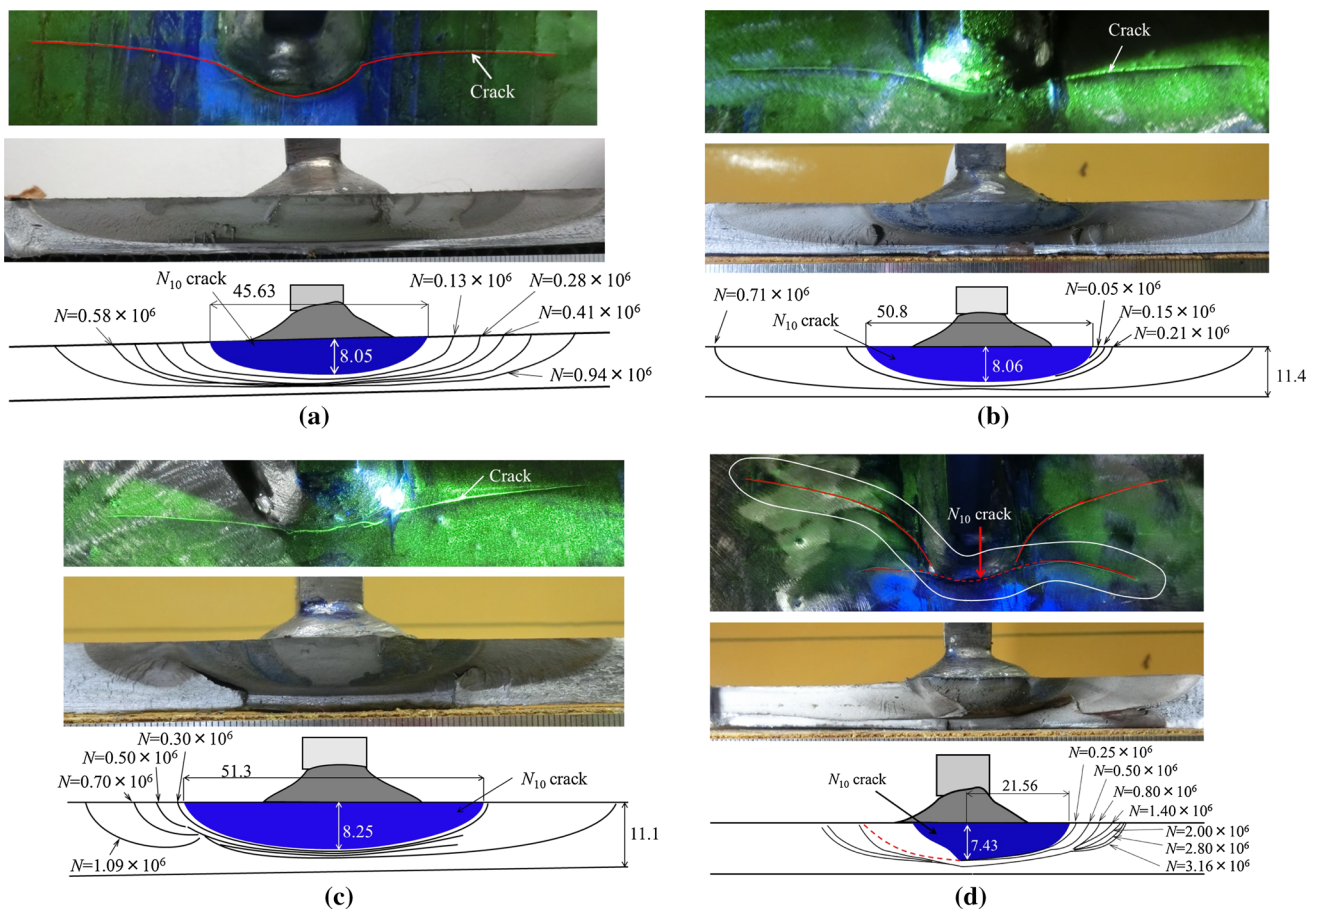 Crack
N10 crack
45.63
N=0.13 × 10⁶
N=0.28 × 10⁶
N=0.41 × 10⁶
N=0.58 × 10⁶
8.05
N=0.94 × 10⁶
(a)
Crack
N=0.71 × 10⁶
N10 crack
50.8
N=0.05 × 10⁶
N=0.15 × 10⁶
N=0.21 × 10⁶
8.06
11.4
(b)
Crack
N=0.30 × 10⁶
N=0.50 × 10⁶
N=0.70 × 10⁶
51.3
N10 crack
8.25
11.1
N=1.09 × 10⁶
(c)
N10 crack
N10 crack
21.56
N=0.25 × 10⁶
N=0.50 × 10⁶
N=0.80 × 10⁶
N=1.40 × 10⁶
N=2.00 × 10⁶
N=2.80 × 10⁶
N=3.16 × 10⁶
7.43
(d)